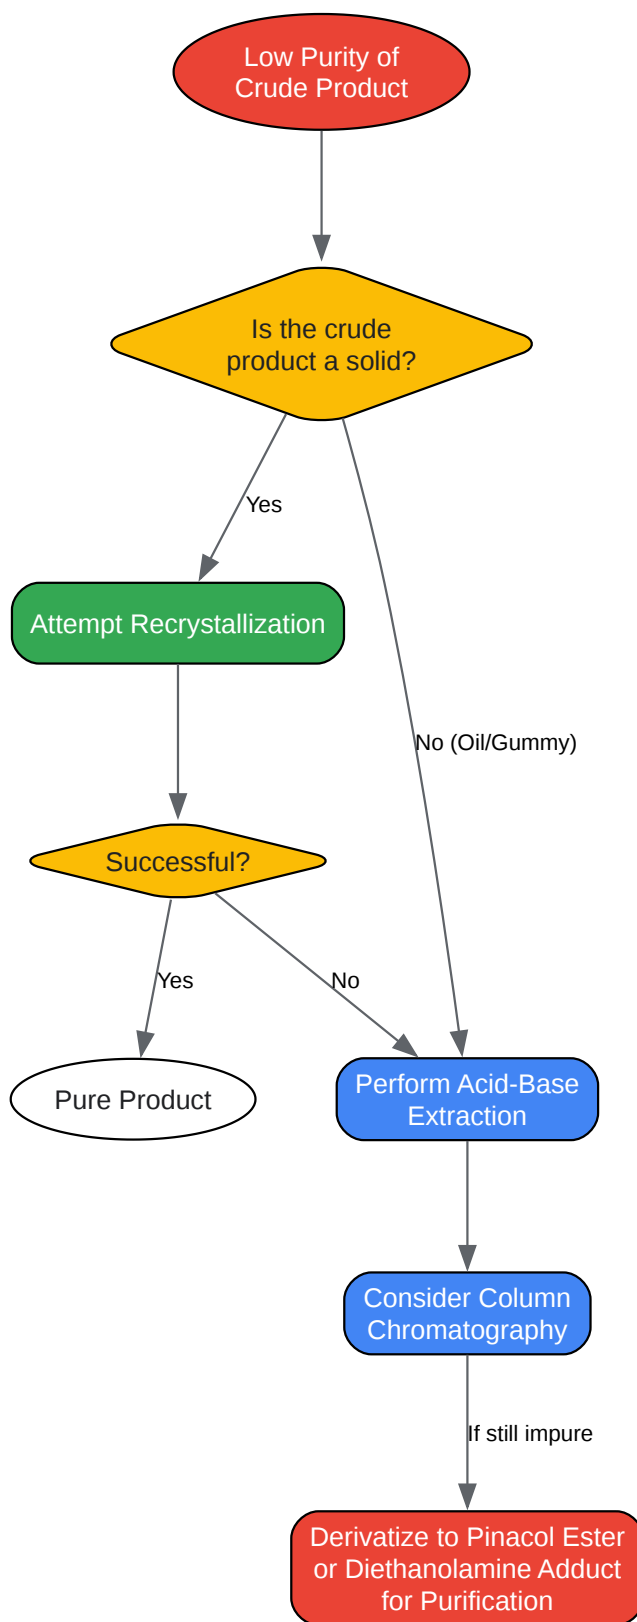 Low Purity of
Crude Product
Is the crude
product a solid?
Yes
Attempt Recrystallization
No (Oil/Gummy)
Successful?
Yes
No
Pure Product
Perform Acid-Base
Extraction
Consider Column
Chromatography
If still impure
Derivatize to Pinacol Ester
or Diethanolamine Adduct
for Purification